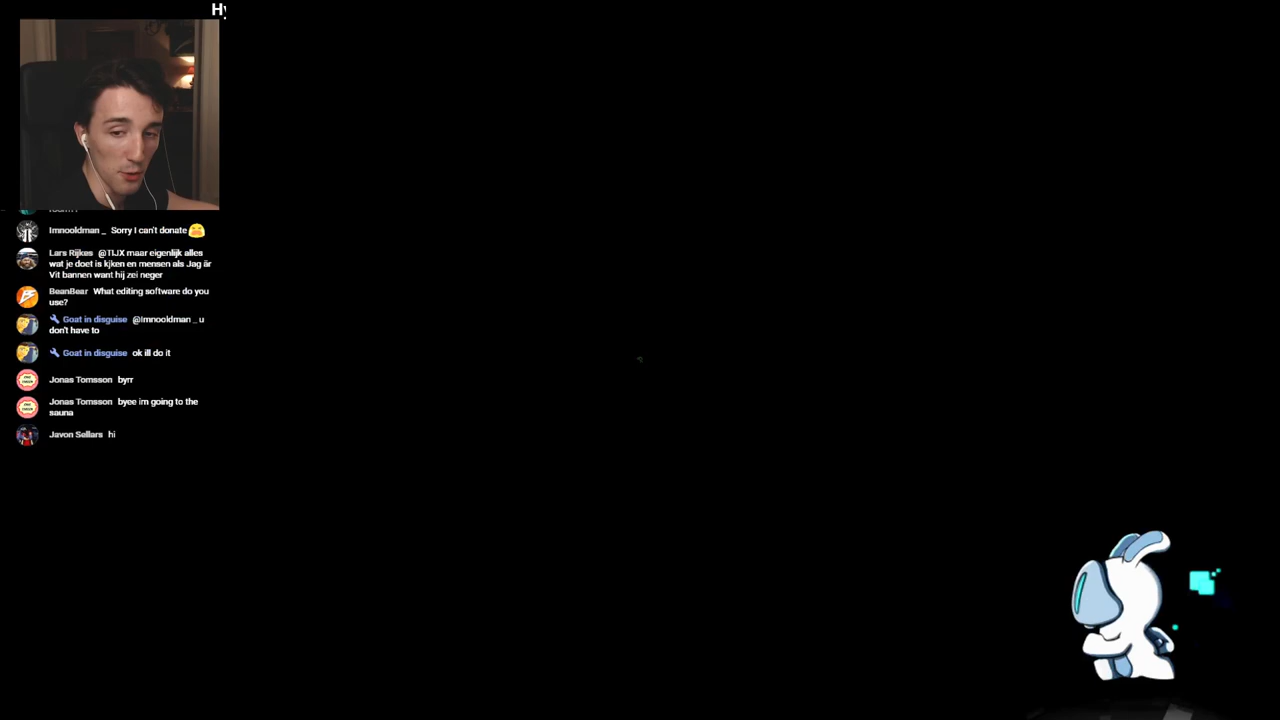 Hy
Imnooldman _ Sorry I can't donate
Lars Rijkes @TIJX maar eigenlijk alles
wat je doet is kjken en mensen als Jag är
Vit bannen want hij zei neger
BeanBear What editing software do you
use?
Goat in disguise @Imnooldman _ u
don't have to
Goat in disguise ok ill do it
Jonas Tomsson byrr
Jonas Tomsson byee im going to the
sauna
Javon Sellars hi